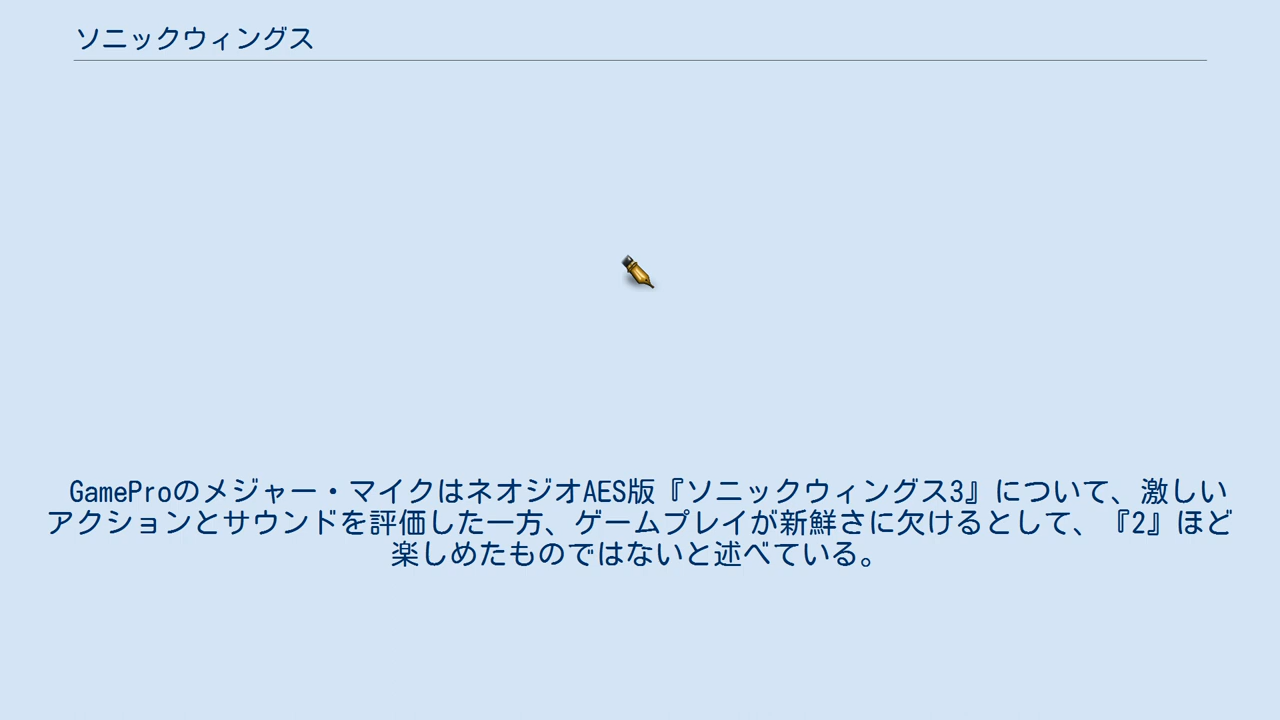 ソニックウィングス
GameProのメジャー・マイクはネオジオAES版『ソニックウィングス3』について、激しい
アクションとサウンドを評価した一方、ゲームプレイが新鮮さに欠けるとして、『2』ほど
楽しめたものではないと述べている。